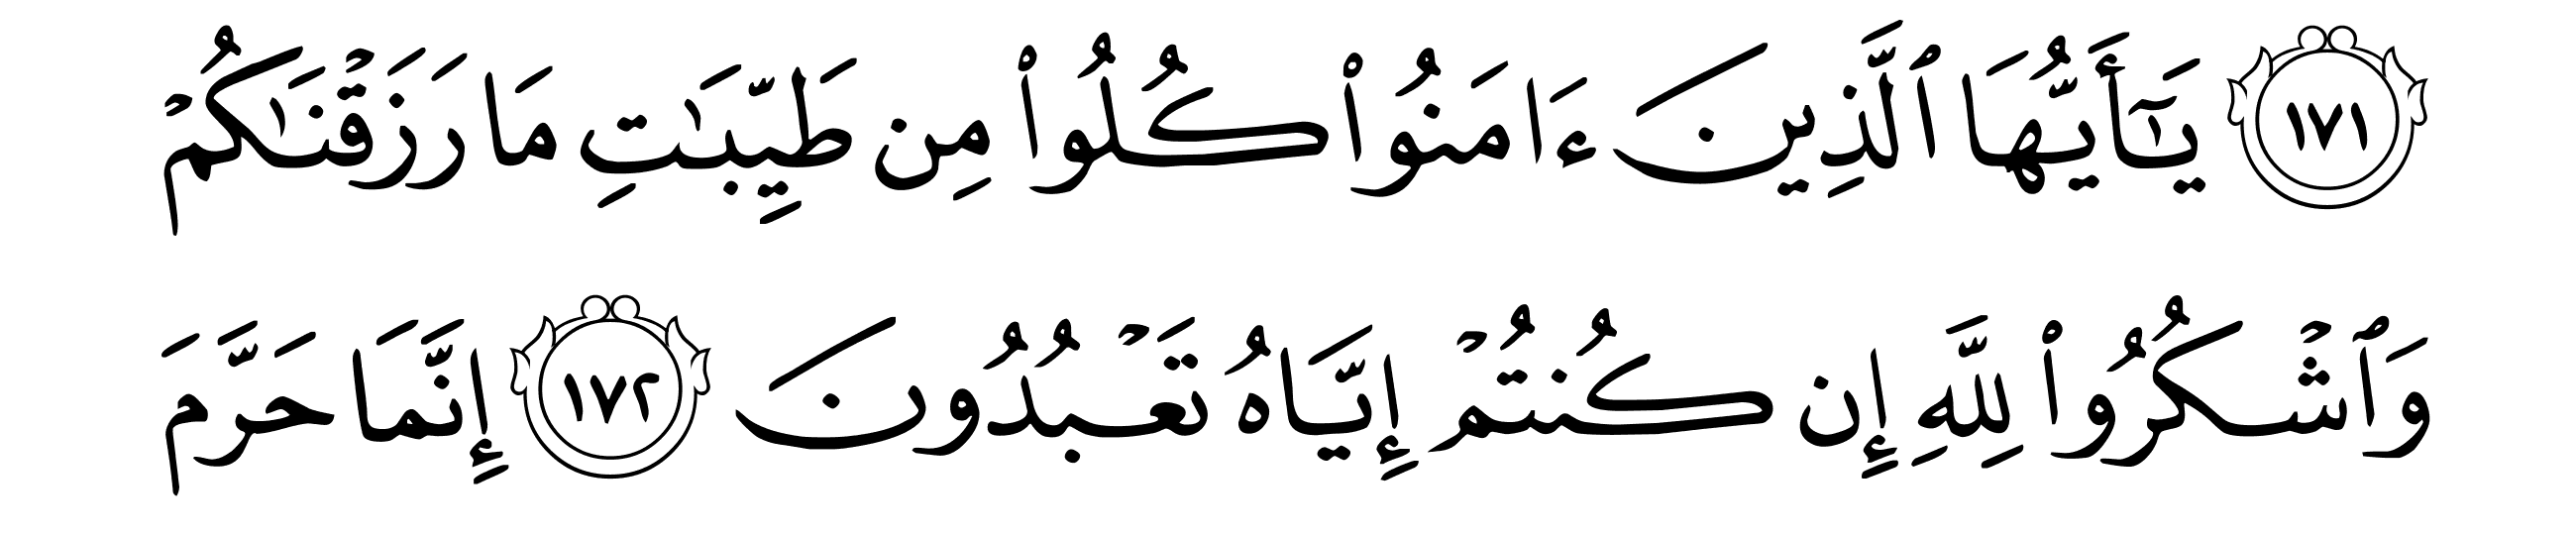 ١٧١ يَـٰٓأَيُّهَا ٱلَّذِينَ ءَامَنُوا۟ كُلُوا۟ مِن طَيِّبَـٰتِ مَا رَزَقْنَـٰكُمْ
وَٱشْكُرُوا۟ لِلَّهِ إِن كُنتُمْ إِيَّاهُ تَعْبُدُونَ ١٧٢ إِنَّمَا حَرَّمَ